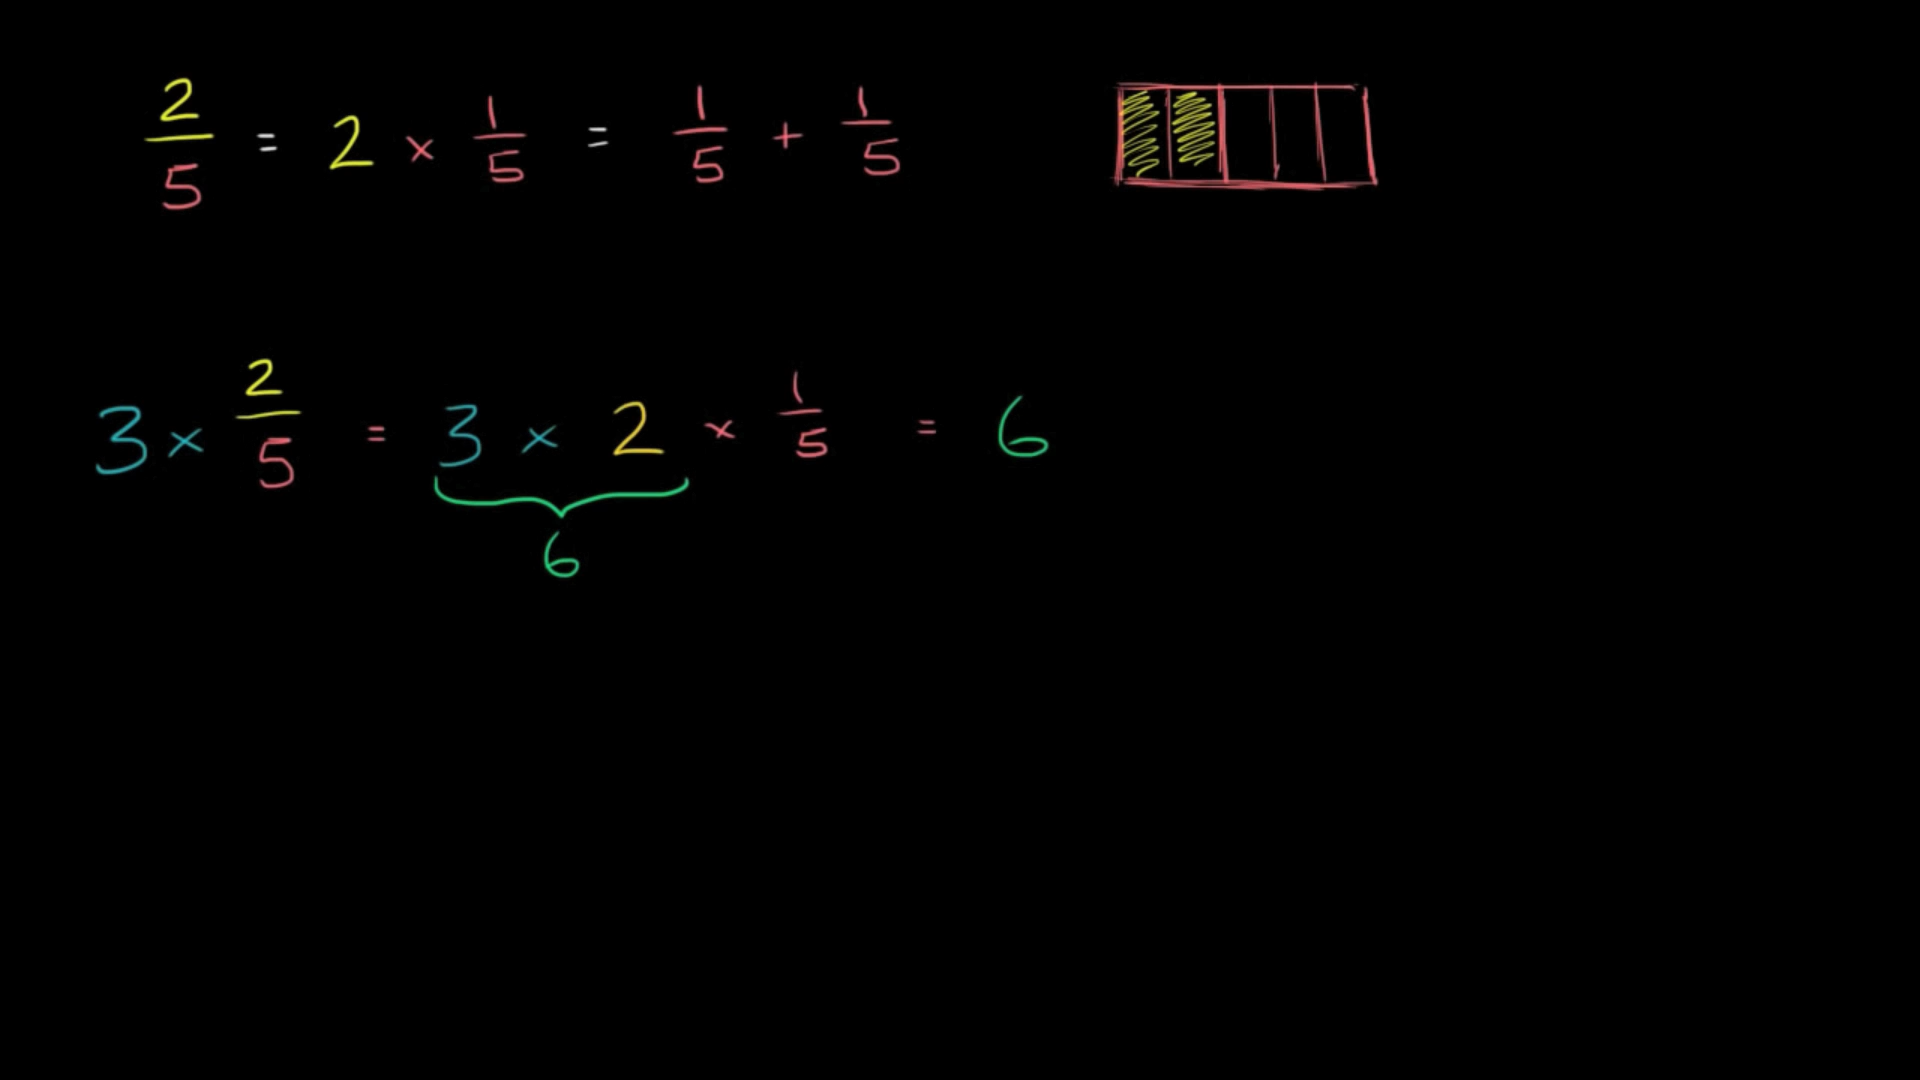 2/5 = 2 × 1/5 = 1/5 + 1/5
3 × 2/5 = 3 × 2 × 1/5 = 6
6